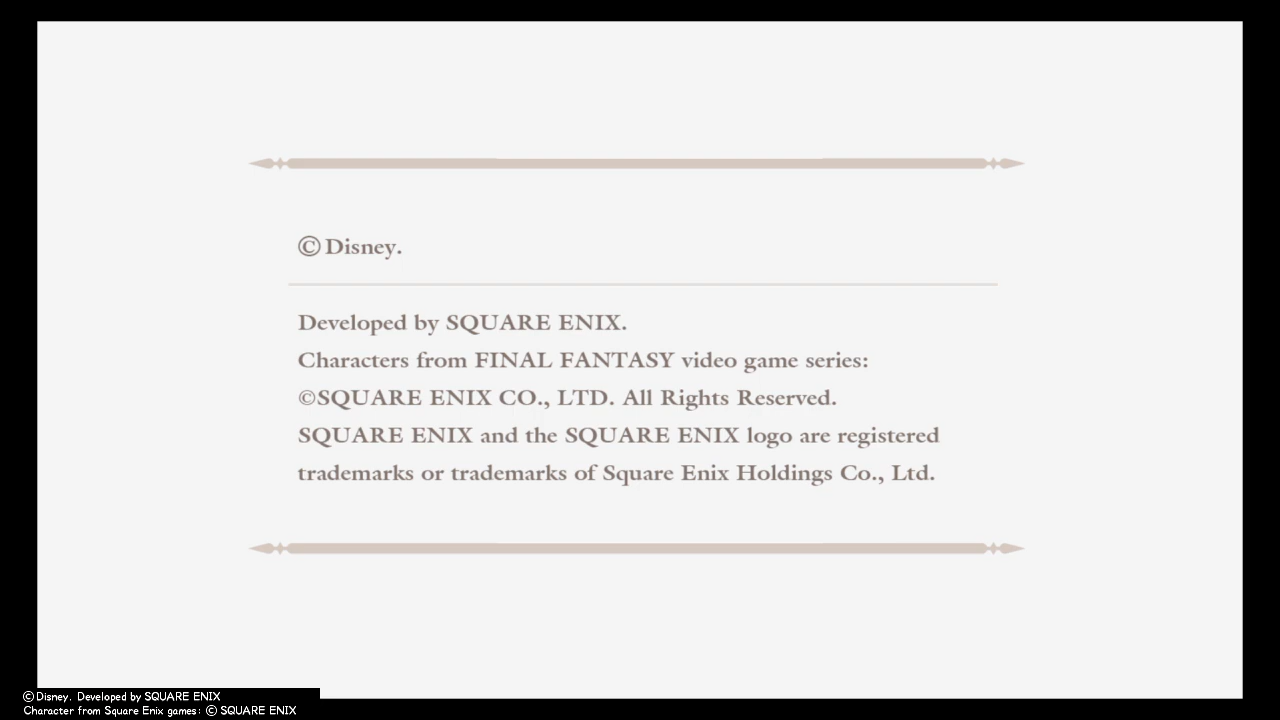 © Disney.
Developed by SQUARE ENIX.
Characters from FINAL FANTASY video game series:
©SQUARE ENIX CO., LTD. All Rights Reserved.
SQUARE ENIX and the SQUARE ENIX logo are registered
trademarks or trademarks of Square Enix Holdings Co., Ltd.
© Disney. Developed by SQUARE ENIX
Character from Square Enix games: © SQUARE ENIX